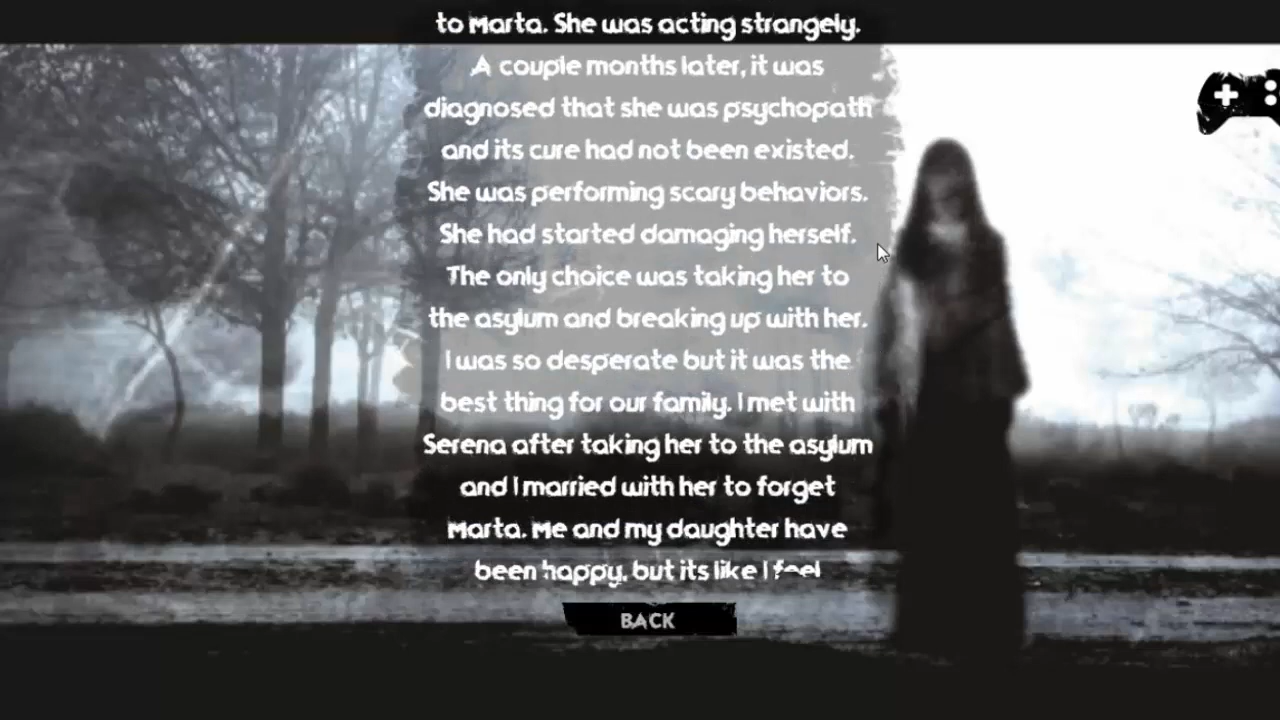 to Marta. She was acting strangely.
A couple months later, it was
diagnosed that she was psychopath
and its cure had not been existed.
She was performing scary behaviors.
She had started damaging herself.
The only choice was taking her to
the asylum and breaking up with her.
I was so desperate but it was the
best thing for our family. I met with
Serena after taking her to the asylum
and I married with her to forget
Marta. Me and my daughter have
been happy, but its like I feel
BACK